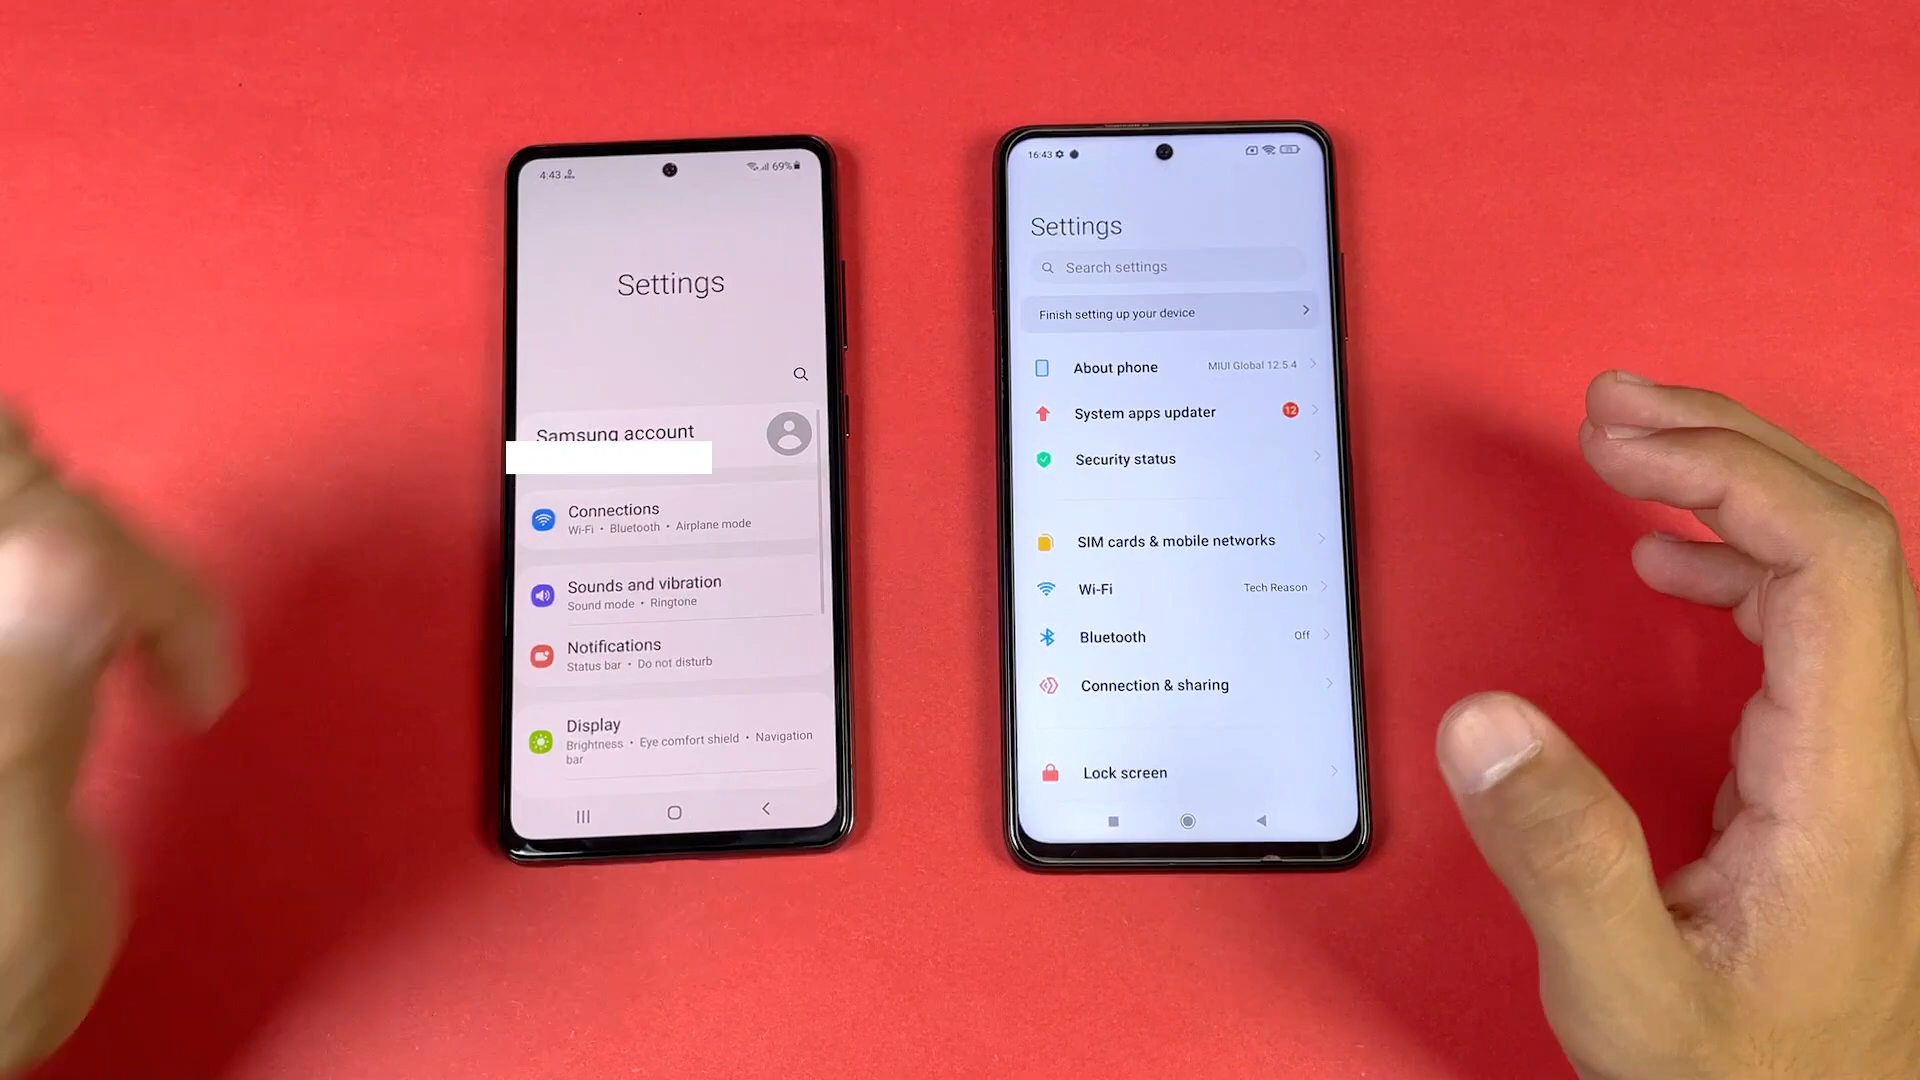 4:43
69%
Settings
Samsung account
Connections
Wi-Fi • Bluetooth • Airplane mode
Sounds and vibration
Sound mode • Ringtone
Notifications
Status bar • Do not disturb
Display
Brightness • Eye comfort shield • Navigation
bar
16:43
Settings
Search settings
Finish setting up your device
About phone
MIUI Global 12.5.4
System apps updater
12
Security status
SIM cards & mobile networks
Wi-Fi
Tech Reason
Bluetooth
Off
Connection & sharing
Lock screen